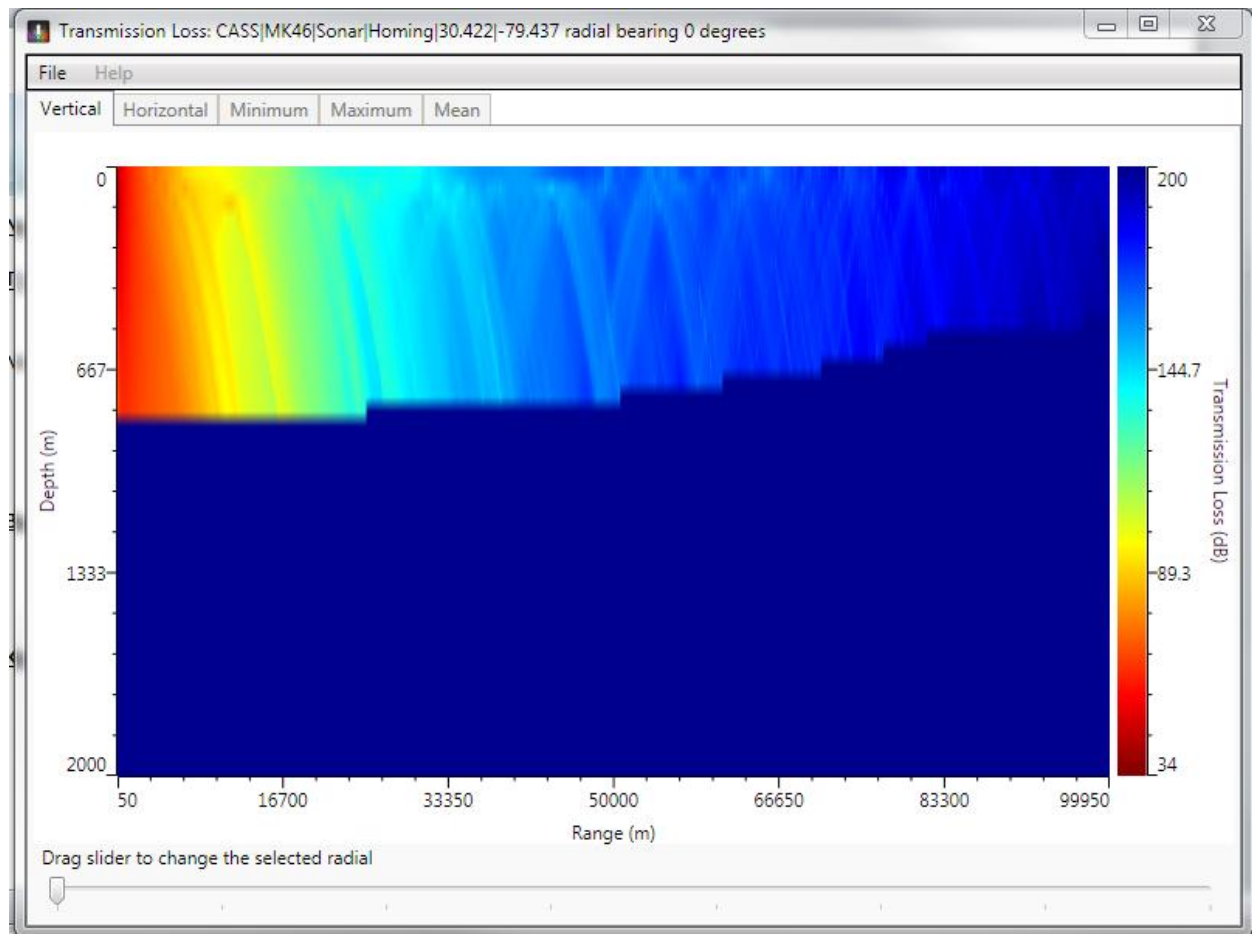 Transmission Loss: CASS|MK46|Sonar|Homing|30.422|-79.437 radial bearing 0 degrees
File Help
Vertical Horizontal Minimum Maximum Mean
0
667
1333
2000
Depth (m)
50 16700 33350 50000 66650 83300 99950
Range (m)
200
144.7
89.3
34
Transmission Loss (dB)
Drag slider to change the selected radial